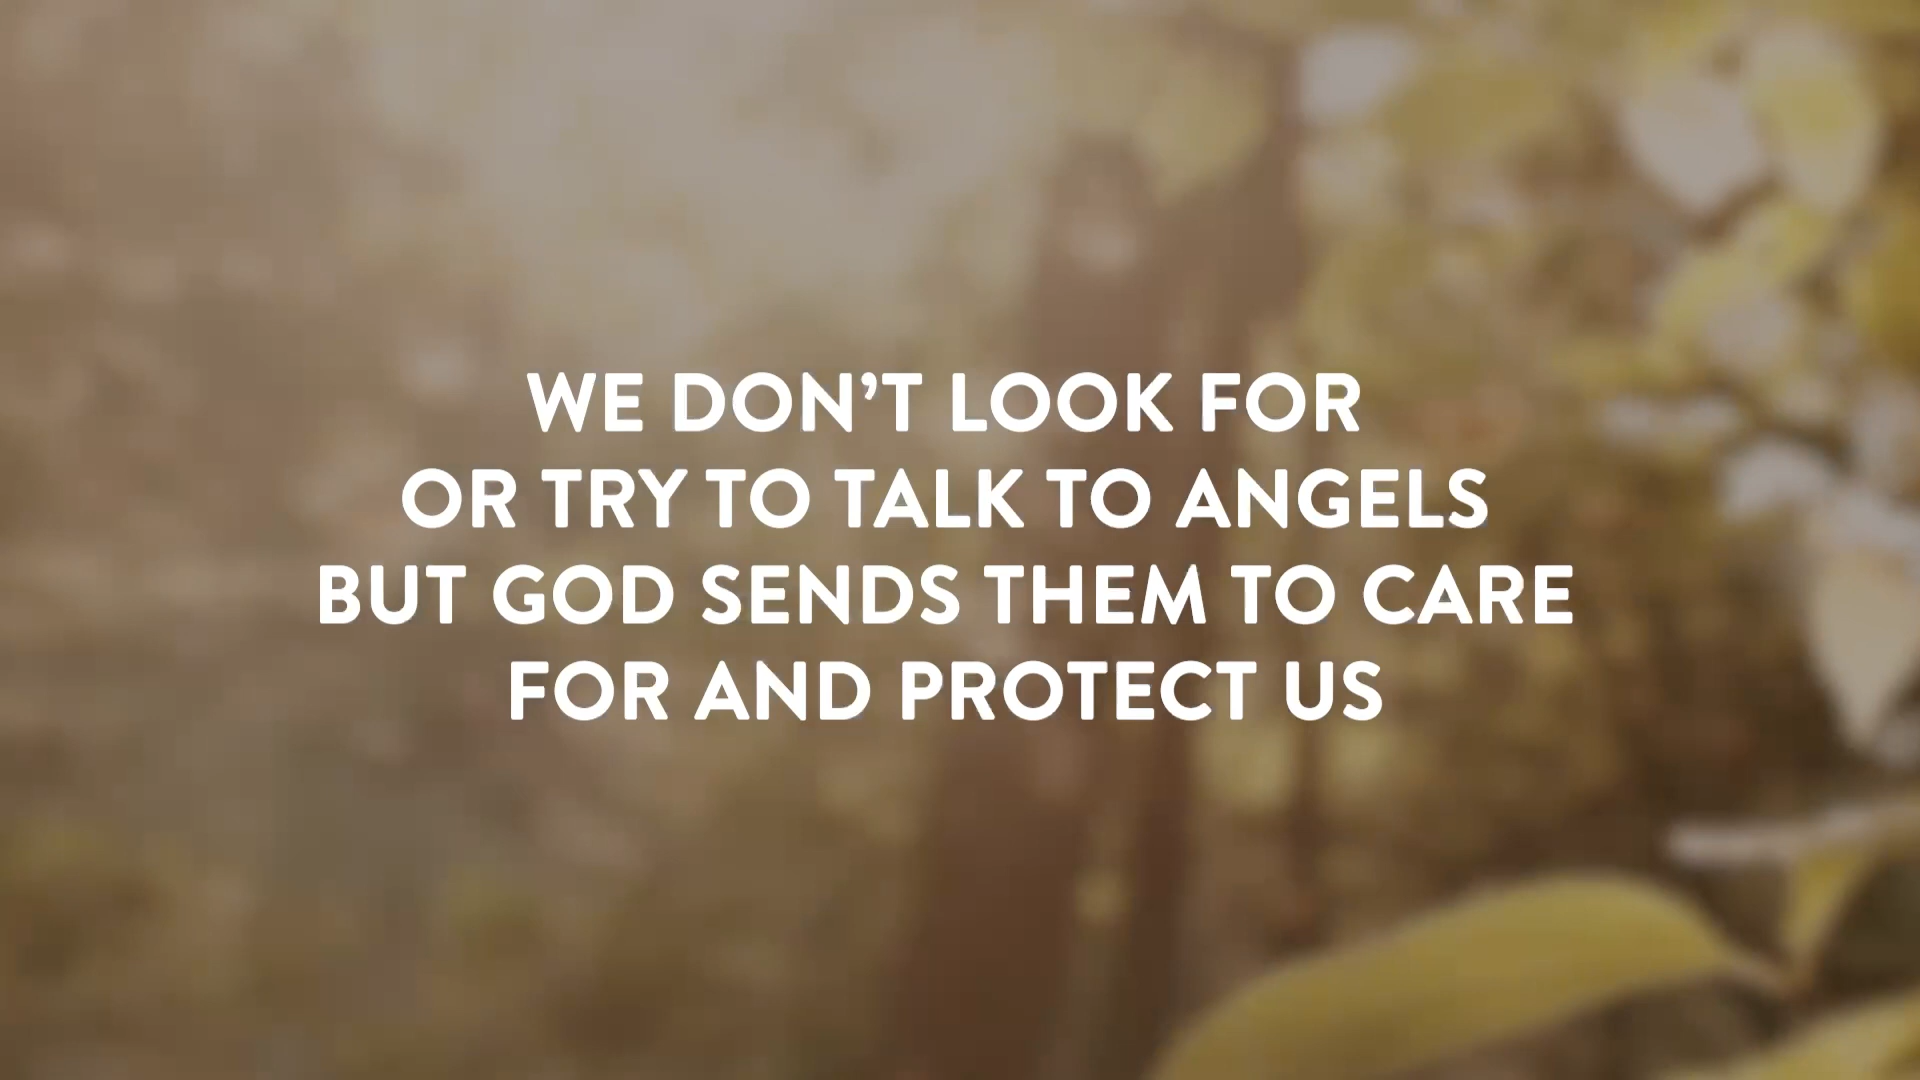 WE DON’T LOOK FOR
OR TRY TO TALK TO ANGELS
BUT GOD SENDS THEM TO CARE
FOR AND PROTECT US